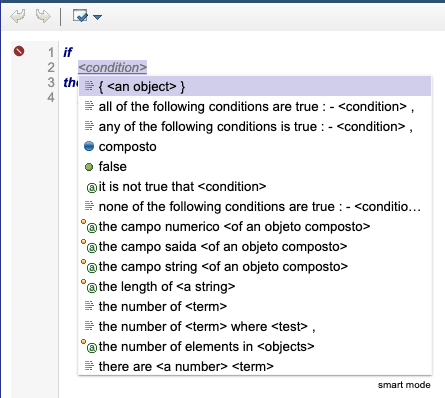 1 if
2 <condition>
3 the
4
{ <an object> }
all of the following conditions are true : - <condition> ,
any of the following conditions is true : - <condition> ,
composto
false
it is not true that <condition>
none of the following conditions are true : - <conditio...
the campo numerico <of an objeto composto>
the campo saida <of an objeto composto>
the campo string <of an objeto composto>
the length of <a string>
the number of <term>
the number of <term> where <test> ,
the number of elements in <objects>
there are <a number> <term>
smart mode